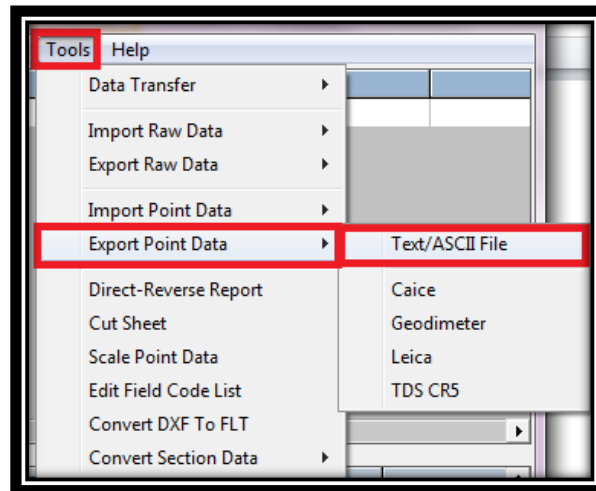 Tools Help
Data Transfer
Import Raw Data
Export Raw Data
Import Point Data
Export Point Data
Text/ASCII File
Direct-Reverse Report
Caice
Cut Sheet
Geodimeter
Scale Point Data
Leica
Edit Field Code List
TDS CR5
Convert DXF To FLT
Convert Section Data